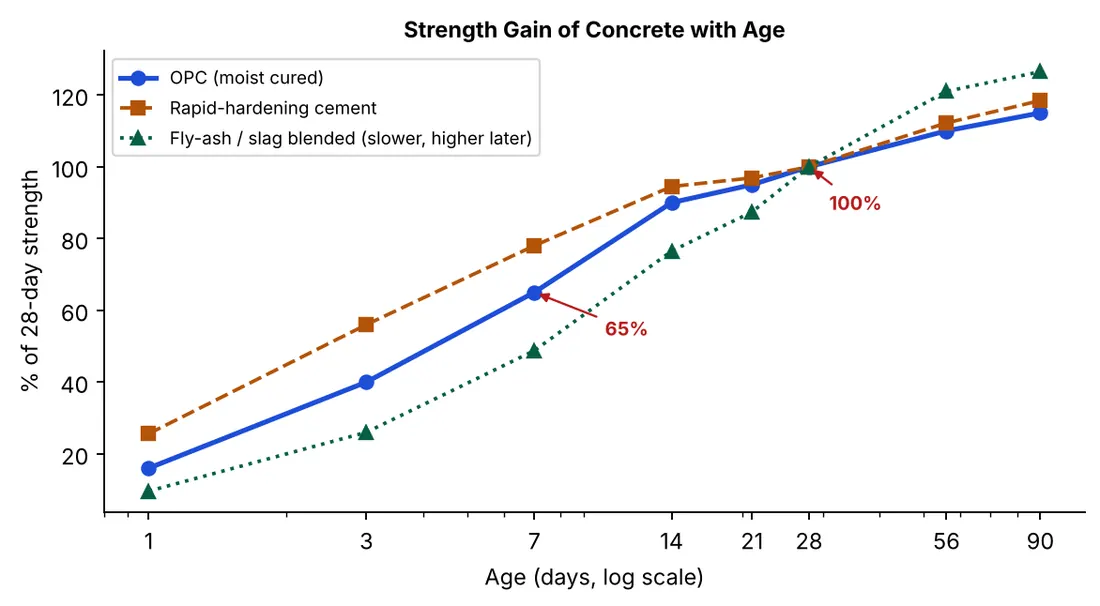 Strength Gain of Concrete with Age
OPC (moist cured)
Rapid-hardening cement
Fly-ash / slag blended (slower, higher later)
% of 28-day strength
120
100
80
60
40
20
100%
65%
1 3 7 14 21 28 56 90
Age (days, log scale)